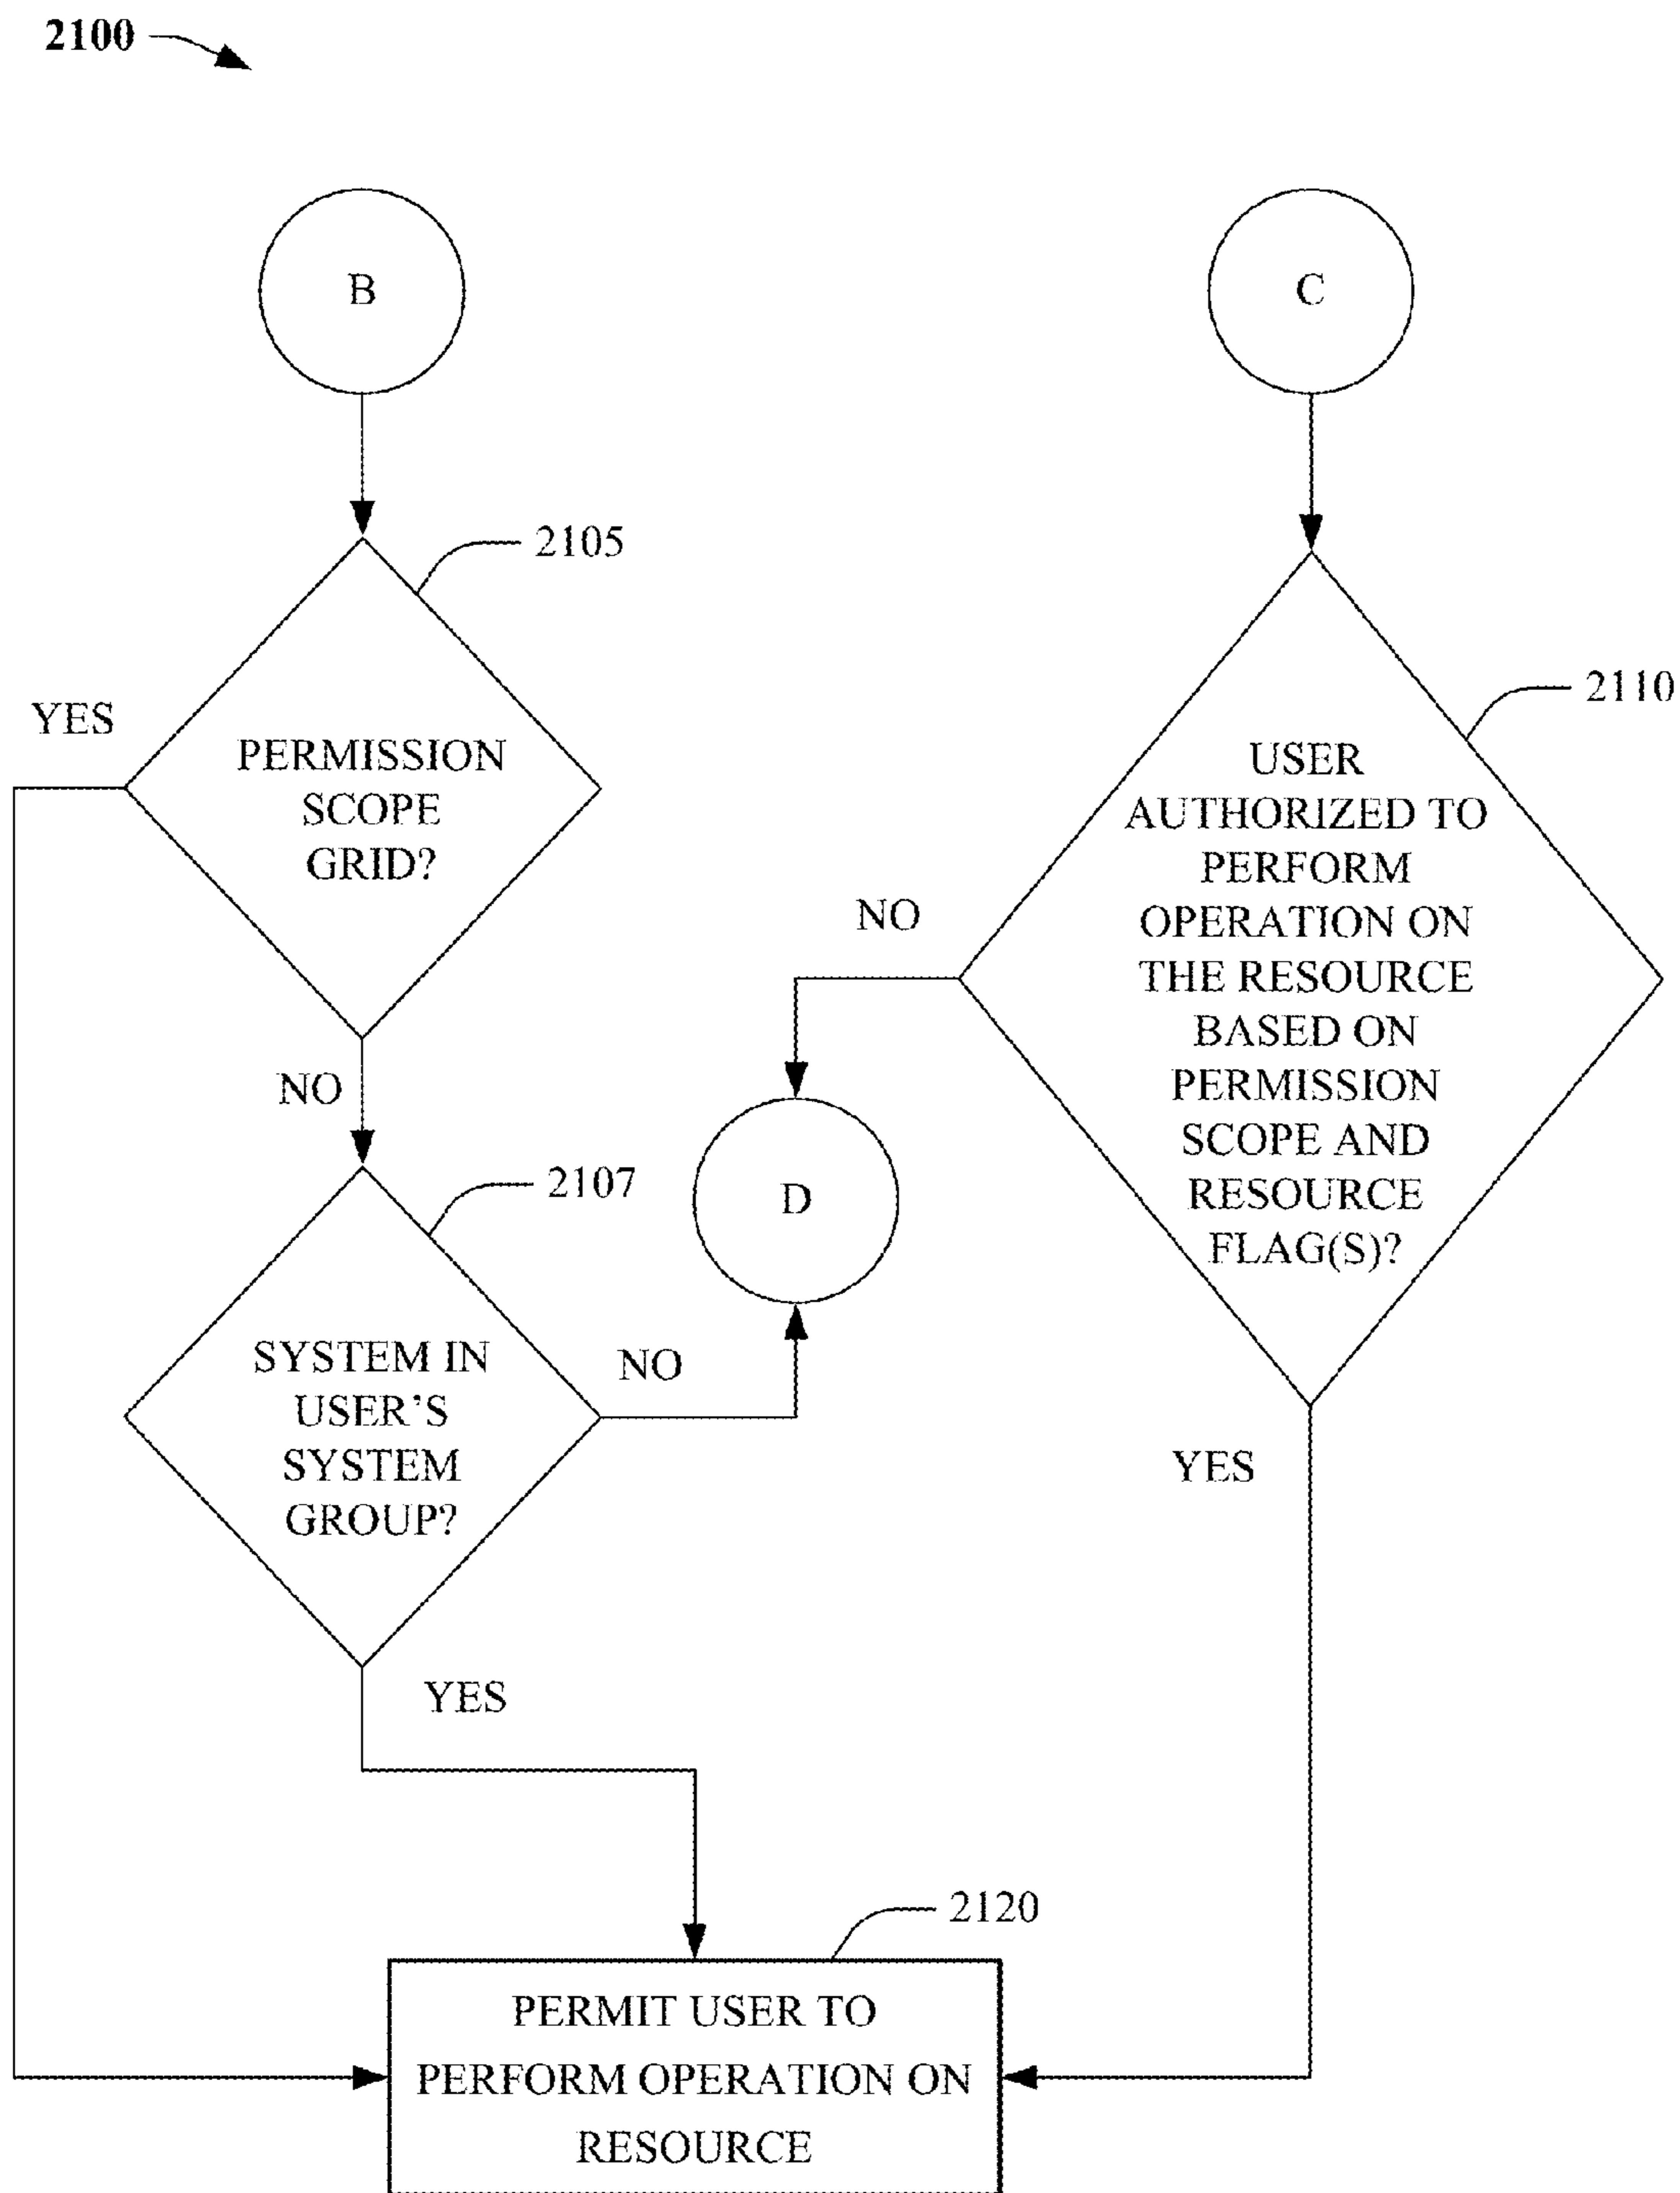 2100
B
C
2105
YES
PERMISSION
SCOPE
GRID?
2110
USER
AUTHORIZED TO
PERFORM
OPERATION ON
THE RESOURCE
BASED ON
PERMISSION
SCOPE AND
RESOURCE
FLAG(S)?
NO
NO
2107
D
SYSTEM IN
USER’S
SYSTEM
GROUP?
NO
YES
YES
2120
PERMIT USER TO
PERFORM OPERATION ON
RESOURCE